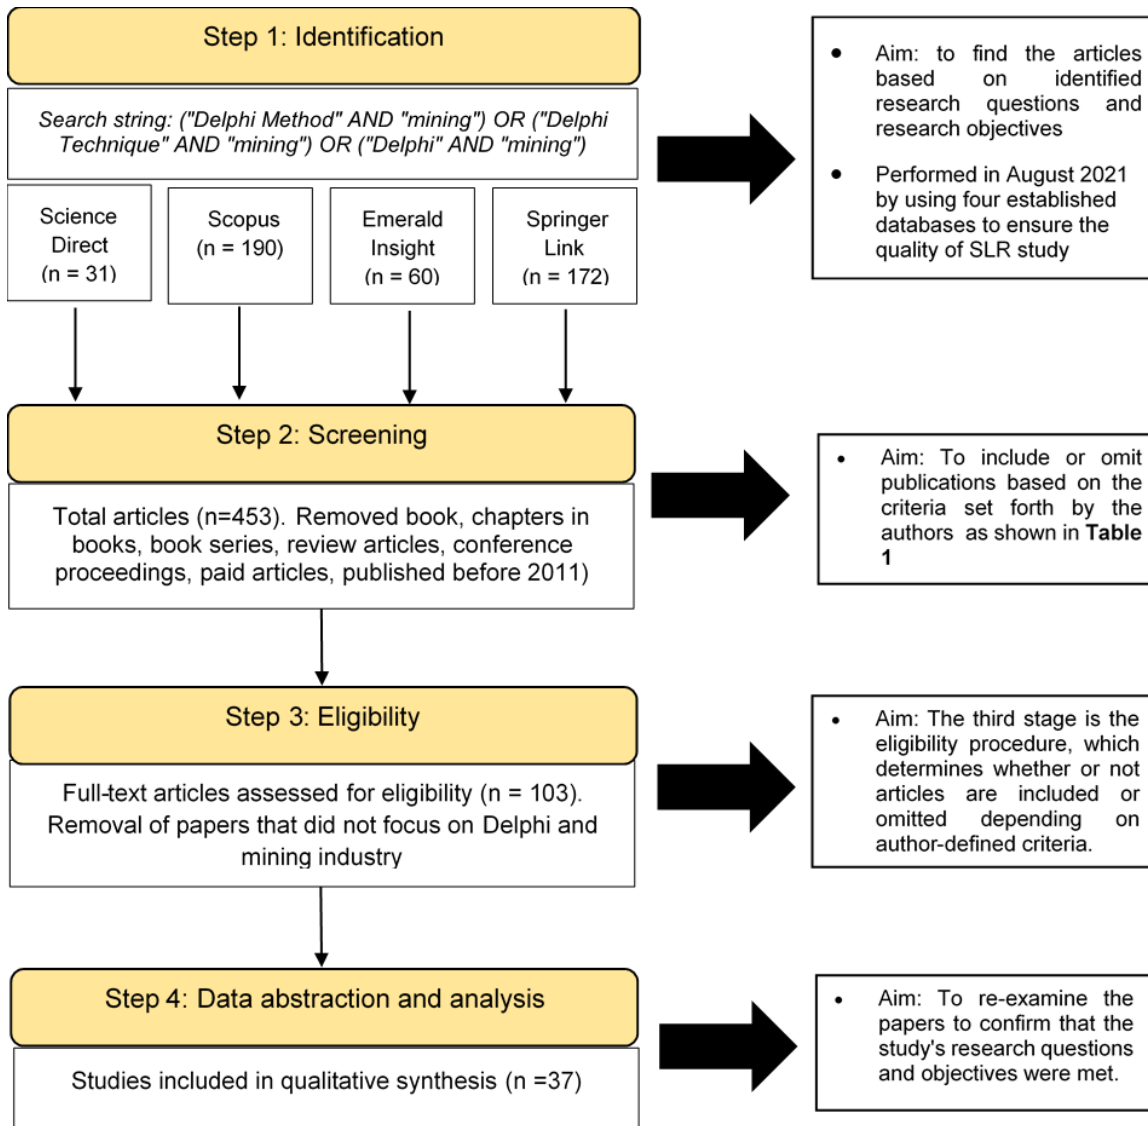 Step 1: Identification
Search string: ("Delphi Method" AND "mining") OR ("Delphi
Technique" AND "mining") OR ("Delphi" AND "mining")
Science
Direct
(n = 31)
Scopus
(n = 190)
Emerald
Insight
(n = 60)
Springer
Link
(n = 172)
• Aim: to find the articles
based on identified
research questions and
research objectives
• Performed in August 2021
by using four established
databases to ensure the
quality of SLR study
Step 2: Screening
Total articles (n=453). Removed book, chapters in
books, book series, review articles, conference
proceedings, paid articles, published before 2011)
• Aim: To include or omit
publications based on the
criteria set forth by the
authors as shown in Table
1
Step 3: Eligibility
Full-text articles assessed for eligibility (n = 103).
Removal of papers that did not focus on Delphi and
mining industry
• Aim: The third stage is the
eligibility procedure, which
determines whether or not
articles are included or
omitted depending on
author-defined criteria.
Step 4: Data abstraction and analysis
Studies included in qualitative synthesis (n =37)
• Aim: To re-examine the
papers to confirm that the
study's research questions
and objectives were met.